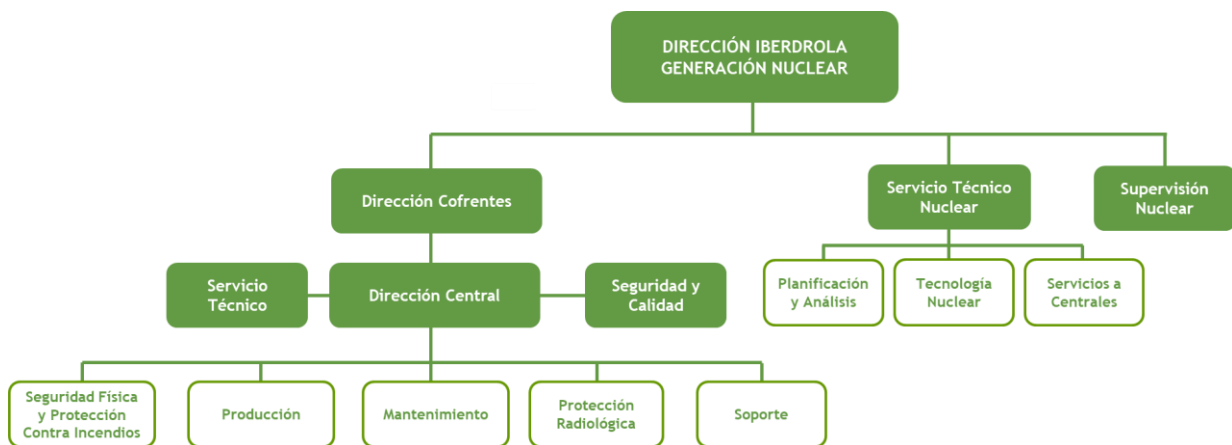 DIRECCIÓN IBERDROLA
GENERACIÓN NUCLEAR
Dirección Cofrentes
Servicio Técnico
Nuclear
Supervisión
Nuclear
Servicio
Técnico
Dirección Central
Seguridad y
Calidad
Planificación
y Análisis
Tecnología
Nuclear
Servicios a
Centrales
Seguridad Física
y Protección
Contra Incendios
Producción
Mantenimiento
Protección
Radiológica
Soporte